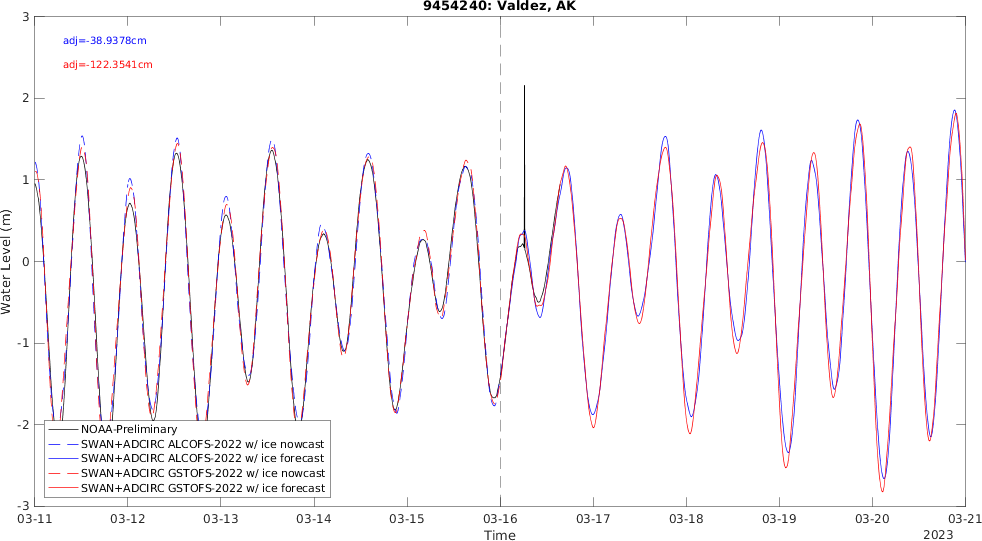 9454240: Valdez, AK
adj=-38.9378cm
adj=-122.3541cm
Water Level (m)
3
2
1
0
-1
-2
-3
NOAA-Preliminary
SWAN+ADCIRC ALCOFS-2022 w/ ice nowcast
SWAN+ADCIRC ALCOFS-2022 w/ ice forecast
SWAN+ADCIRC GSTOFS-2022 w/ ice nowcast
SWAN+ADCIRC GSTOFS-2022 w/ ice forecast
03-11 03-12 03-13 03-14 03-15 03-16 03-17 03-18 03-19 03-20 03-21
Time
2023